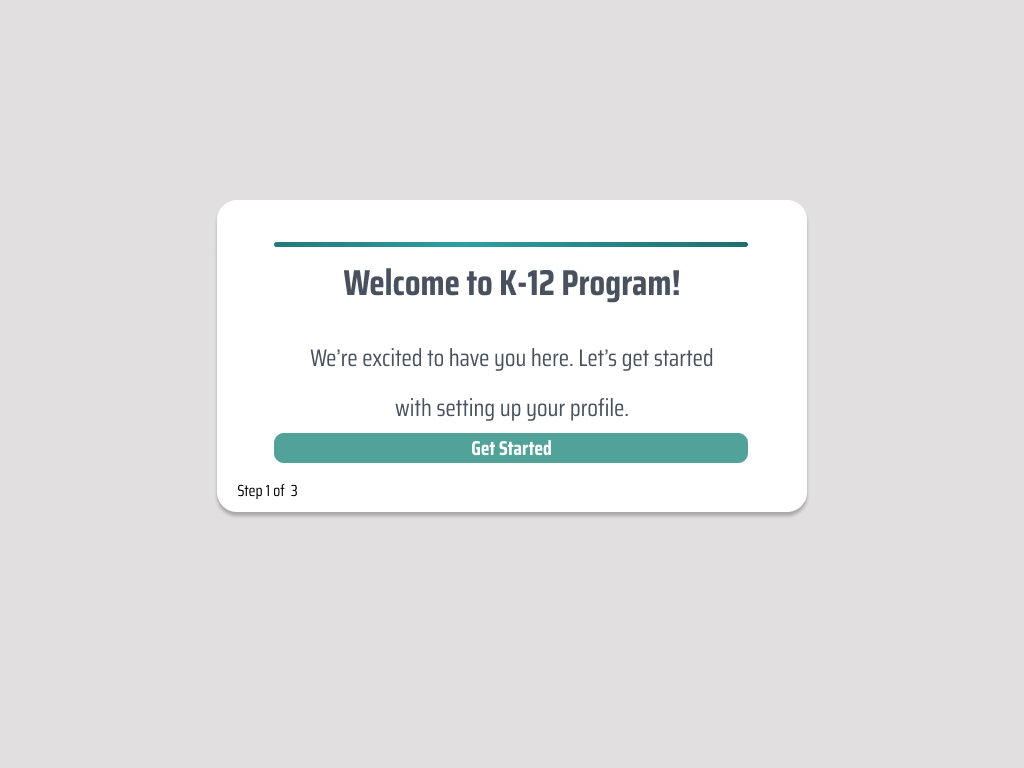 Welcome to K-12 Program!
We’re excited to have you here. Let’s get started
with setting up your profile.
Get Started
Step 1 of 3